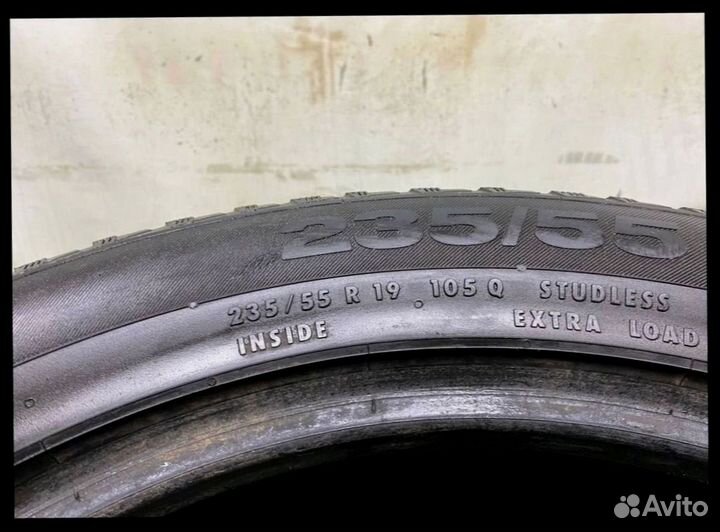 235/55
235/55 R 19 105 Q STUDLESS
INSIDE EXTRA LOAD
Avito